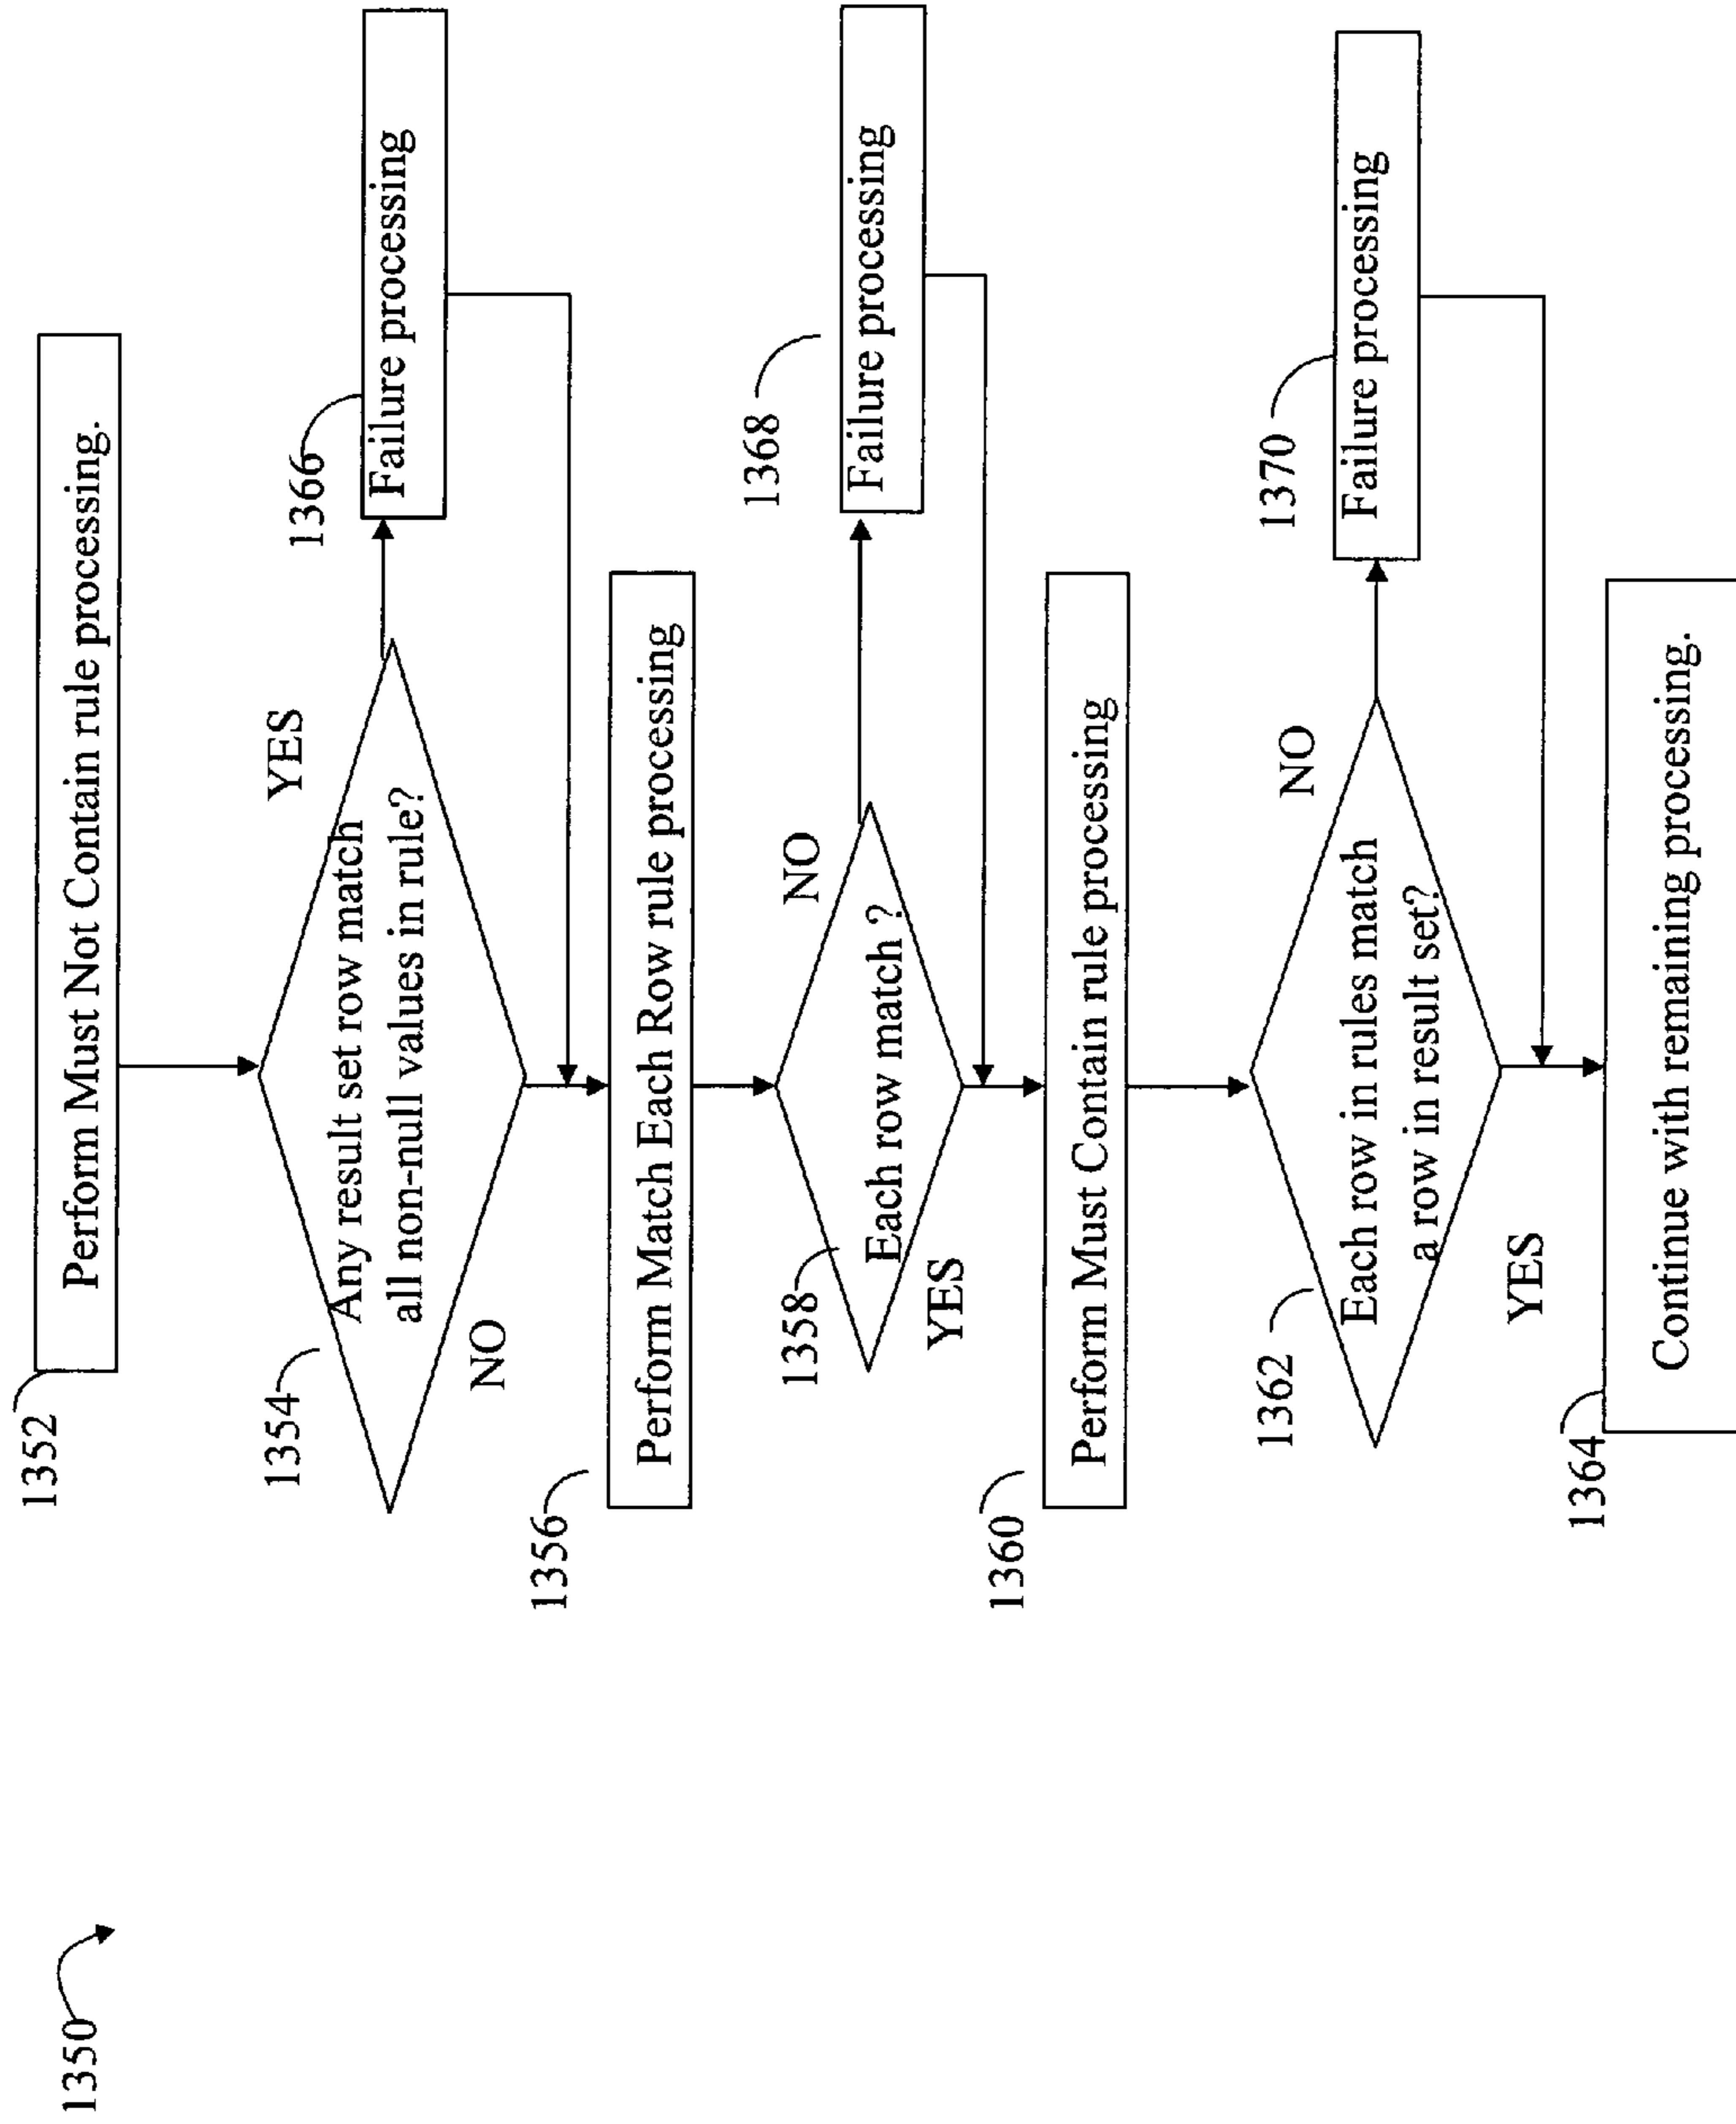 1350
1352
Perform Must Not Contain rule processing.
1354
Any result set row match
all non-null values in rule?
YES
NO
1366
Failure processing
1356
Perform Match Each Row rule processing
1358
Each row match ?
NO
YES
1368
Failure processing
1360
Perform Must Contain rule processing
1362
Each row in rules match
a row in result set?
NO
YES
1370
Failure processing
1364
Continue with remaining processing.